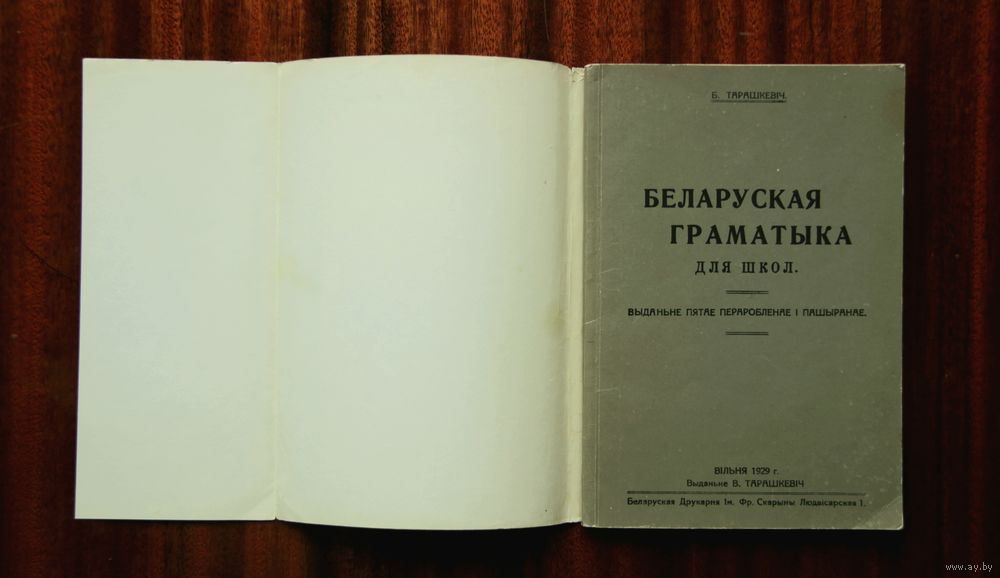 Б. ТАРАШКЕВІЧ.
БЕЛАРУСКАЯ
ГРАМАТЫКА
ДЛЯ ШКОЛ.
ВЫДАНЬНЕ ПЯТАЕ ПЕРАРОБЛЕНАЕ І ПАШЫРАНАЕ.
ВІЛЬНЯ 1929 г.
Выданьне В. ТАРАШКЕВІЧ
Беларуская Друкарня Ім. Фр. Скарыны Людвісарская 1.
www.ay.by